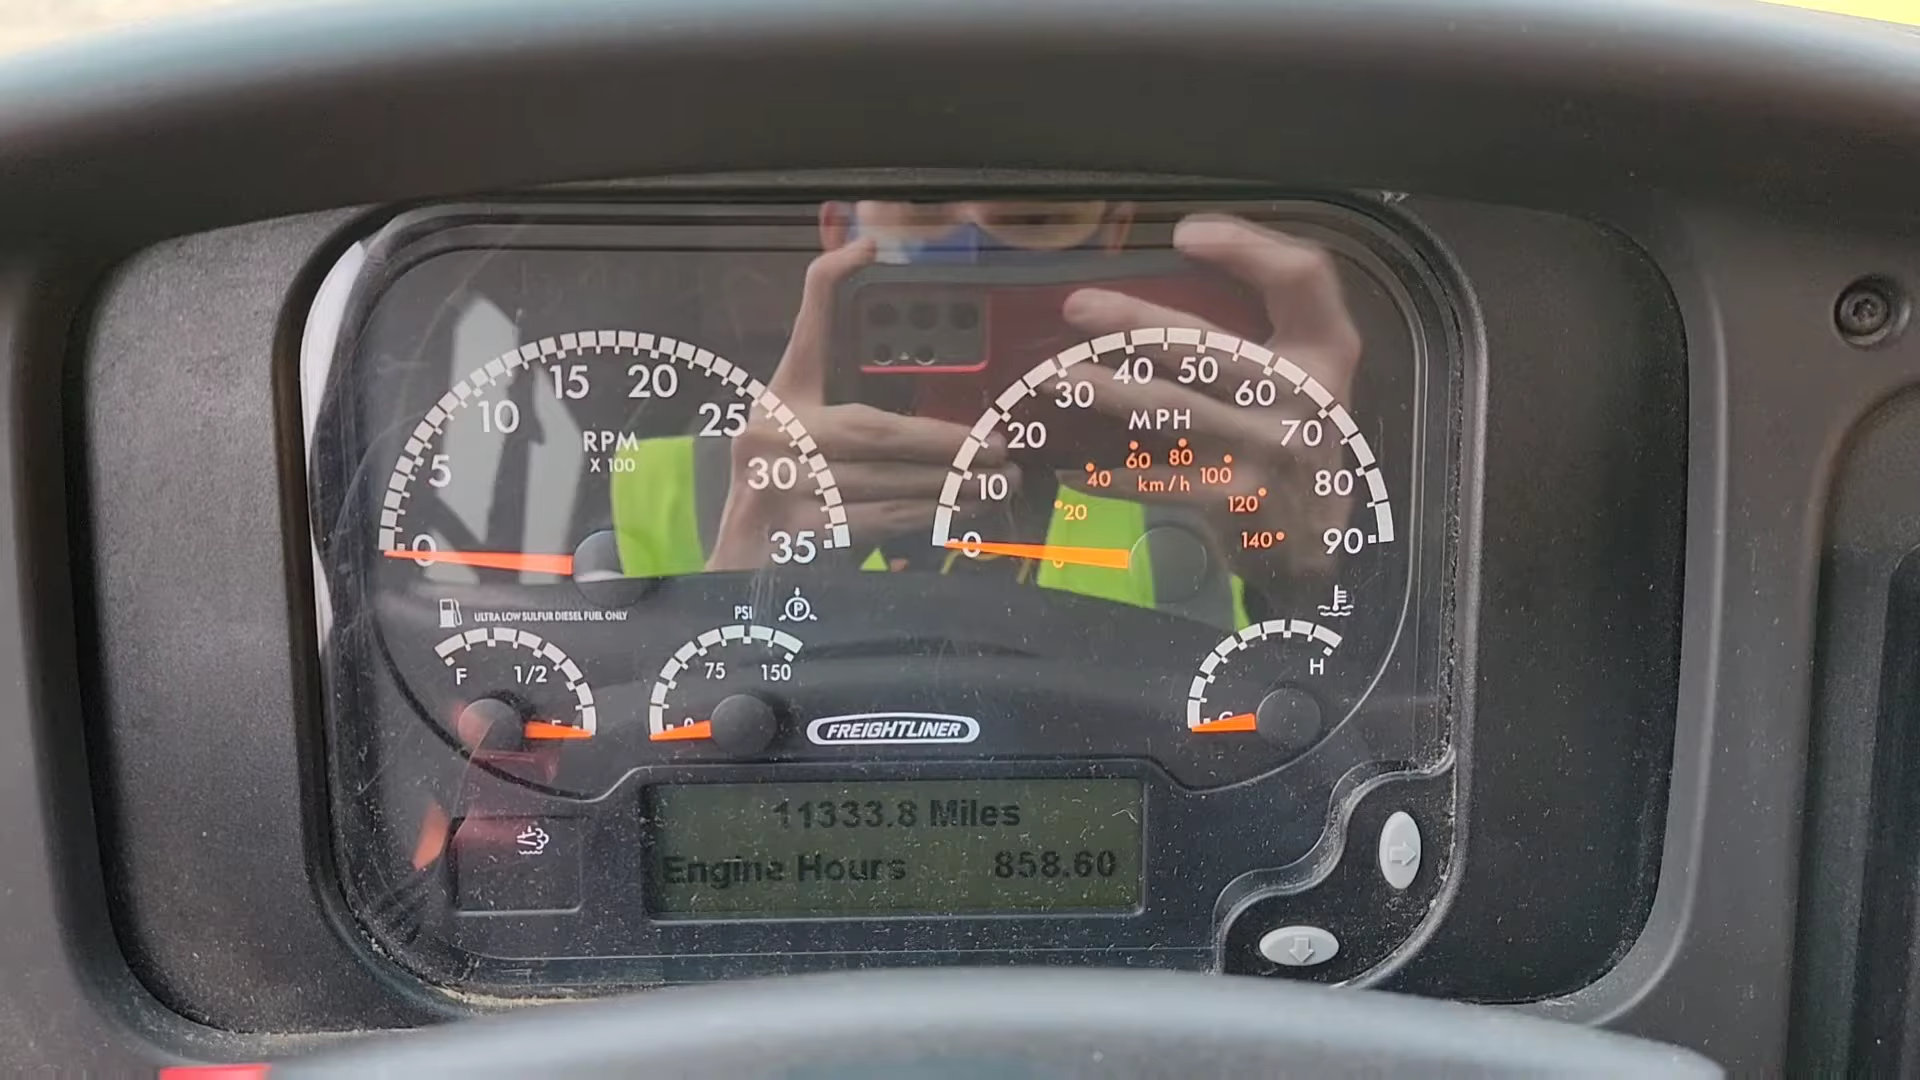 0 5 10 15 20 25 30 35
RPM
X 100
0 10 20 30 40 50 60 70 80 90
MPH
0 20 40 60 80 100 120 140
km/h
ULTRA LOW SULFUR DIESEL FUEL ONLY
F 1/2 E
PSI
P
0 75 150
C H
FREIGHTLINER
11333.8 Miles
Engine Hours 858.60